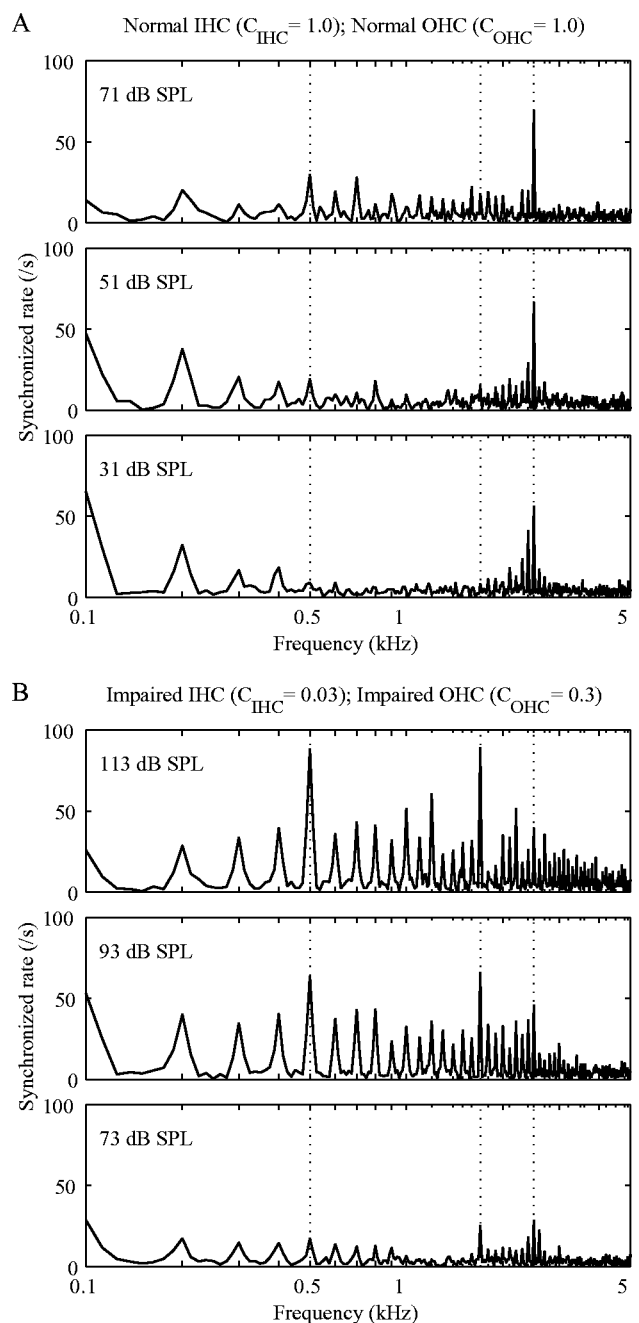 A
Normal IHC (C_IHC= 1.0); Normal OHC (C_OHC= 1.0)
100
71 dB SPL
50
0
100
51 dB SPL
50
0
100
31 dB SPL
50
0
Synchronized rate (/s)
0.1
0.5
1
5
Frequency (kHz)
B
Impaired IHC (C_IHC= 0.03); Impaired OHC (C_OHC= 0.3)
100
113 dB SPL
50
0
100
93 dB SPL
50
0
100
73 dB SPL
50
0
Synchronized rate (/s)
0.1
0.5
1
5
Frequency (kHz)